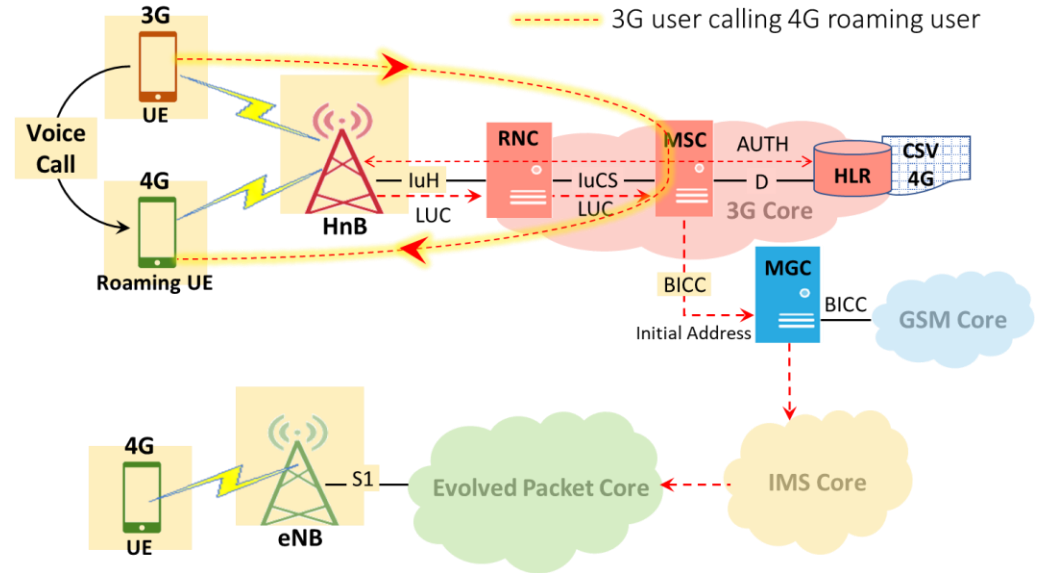 3G user calling 4G roaming user
3G
UE
Voice
Call
4G
Roaming UE
HnB
IuH
LUC
RNC
IuCS
LUC
MSC
AUTH
D
3G Core
HLR
CSV
4G
BICC
Initial Address
MGC
BICC
GSM Core
4G
UE
eNB
S1
Evolved Packet Core
IMS Core